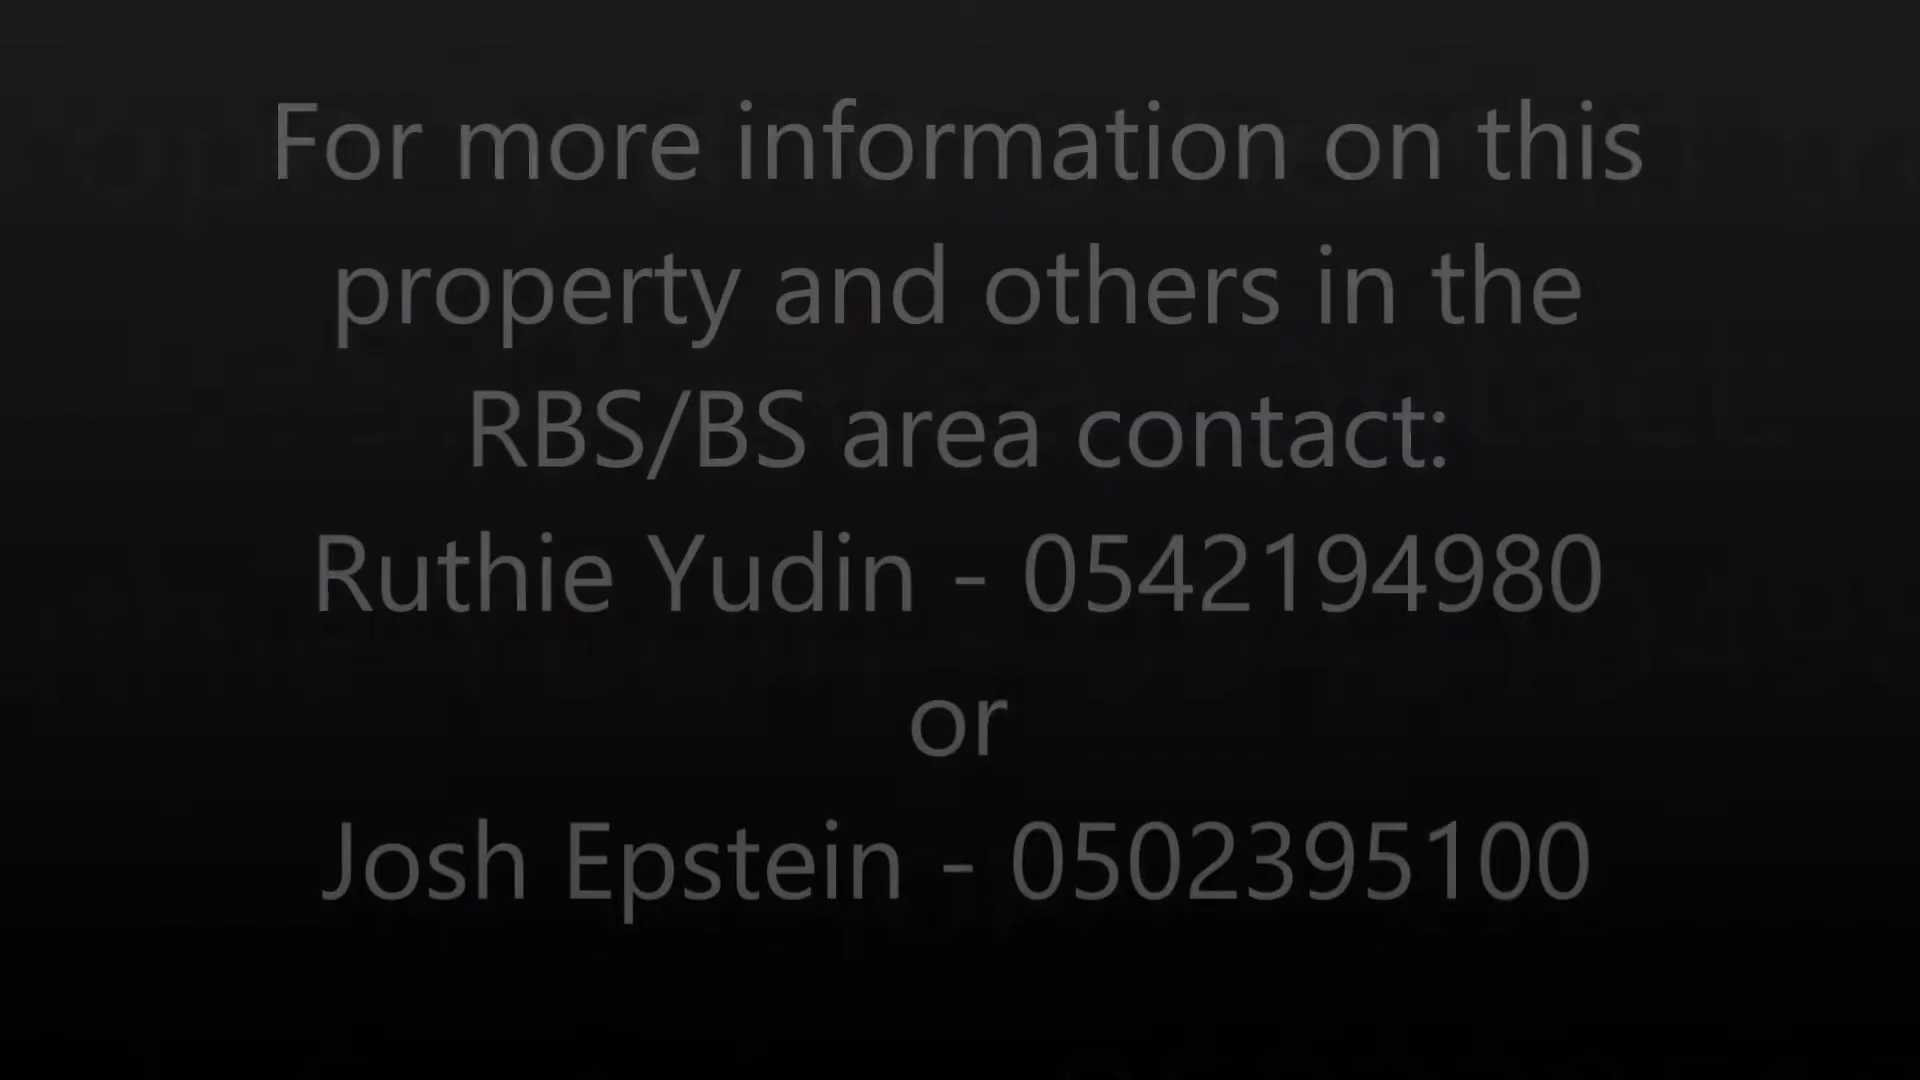 For more information on this
property and others in the
RBS/BS area contact:
Ruthie Yudin - 0542194980
or
Josh Epstein - 0502395100